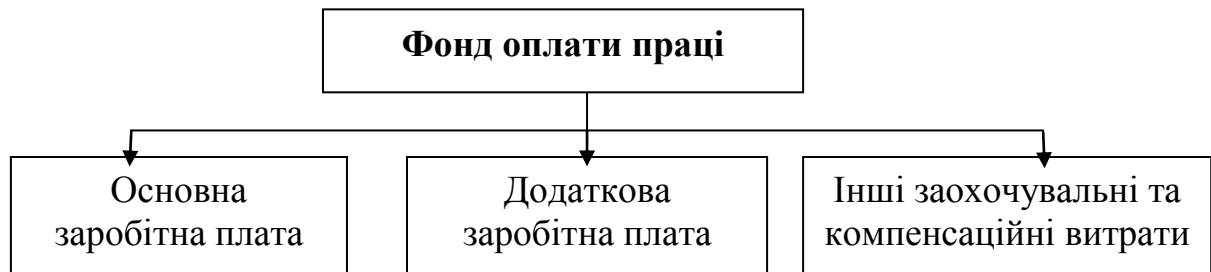 Фонд оплати праці
Основна
заробітна плата
Додаткова
заробітна плата
Інші заохочувальні та
компенсаційні витрати